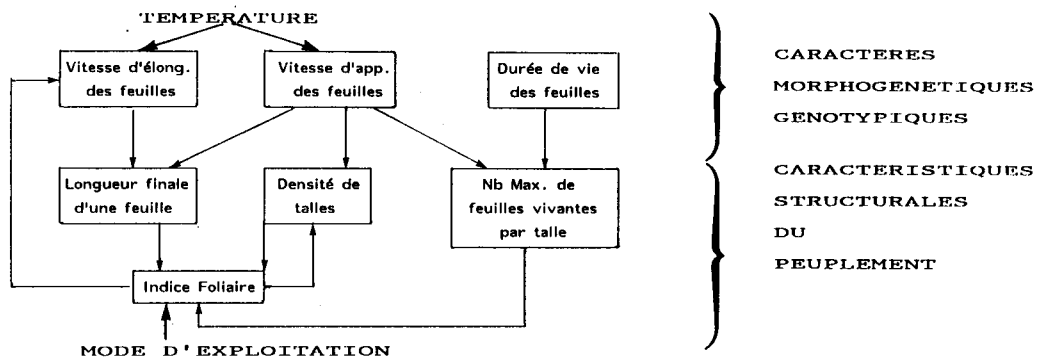 TEMPERATURE
Vitesse d'élong.
des feuilles
Vitesse d'app.
des feuilles
Durée de vie
des feuilles
CARACTERES
MORPHOGENETIQUES
GENOTYPIQUES
Longueur finale
d'une feuille
Densité de
talles
Nb Max. de
feuilles vivantes
par talle
CARACTERISTIQUES
STRUCTURALES
DU
PEUPLEMENT
Indice Foliaire
MODE D'EXPLOITATION